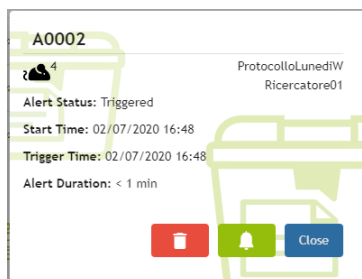 A0002
4
ProtocolloLunediW
Ricercatore01
Alert Status: Triggered
Start Time: 02/07/2020 16:48
Trigger Time: 02/07/2020 16:48
Alert Duration: < 1 min
Close